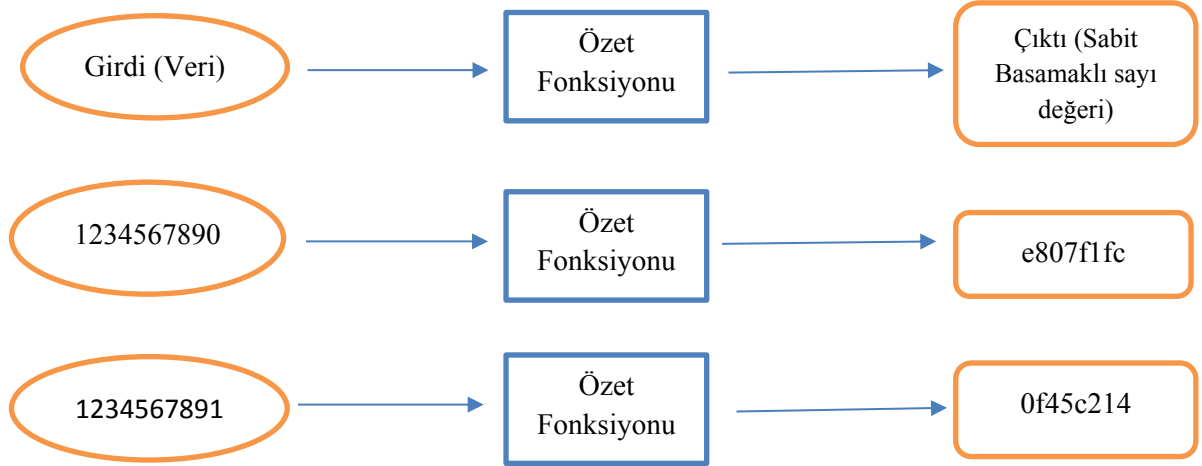 Girdi (Veri)
Özet
Fonksiyonu
Çıktı (Sabit
Basamaklı sayı
değeri)
1234567890
Özet
Fonksiyonu
e807f1fc
1234567891
Özet
Fonksiyonu
0f45c214